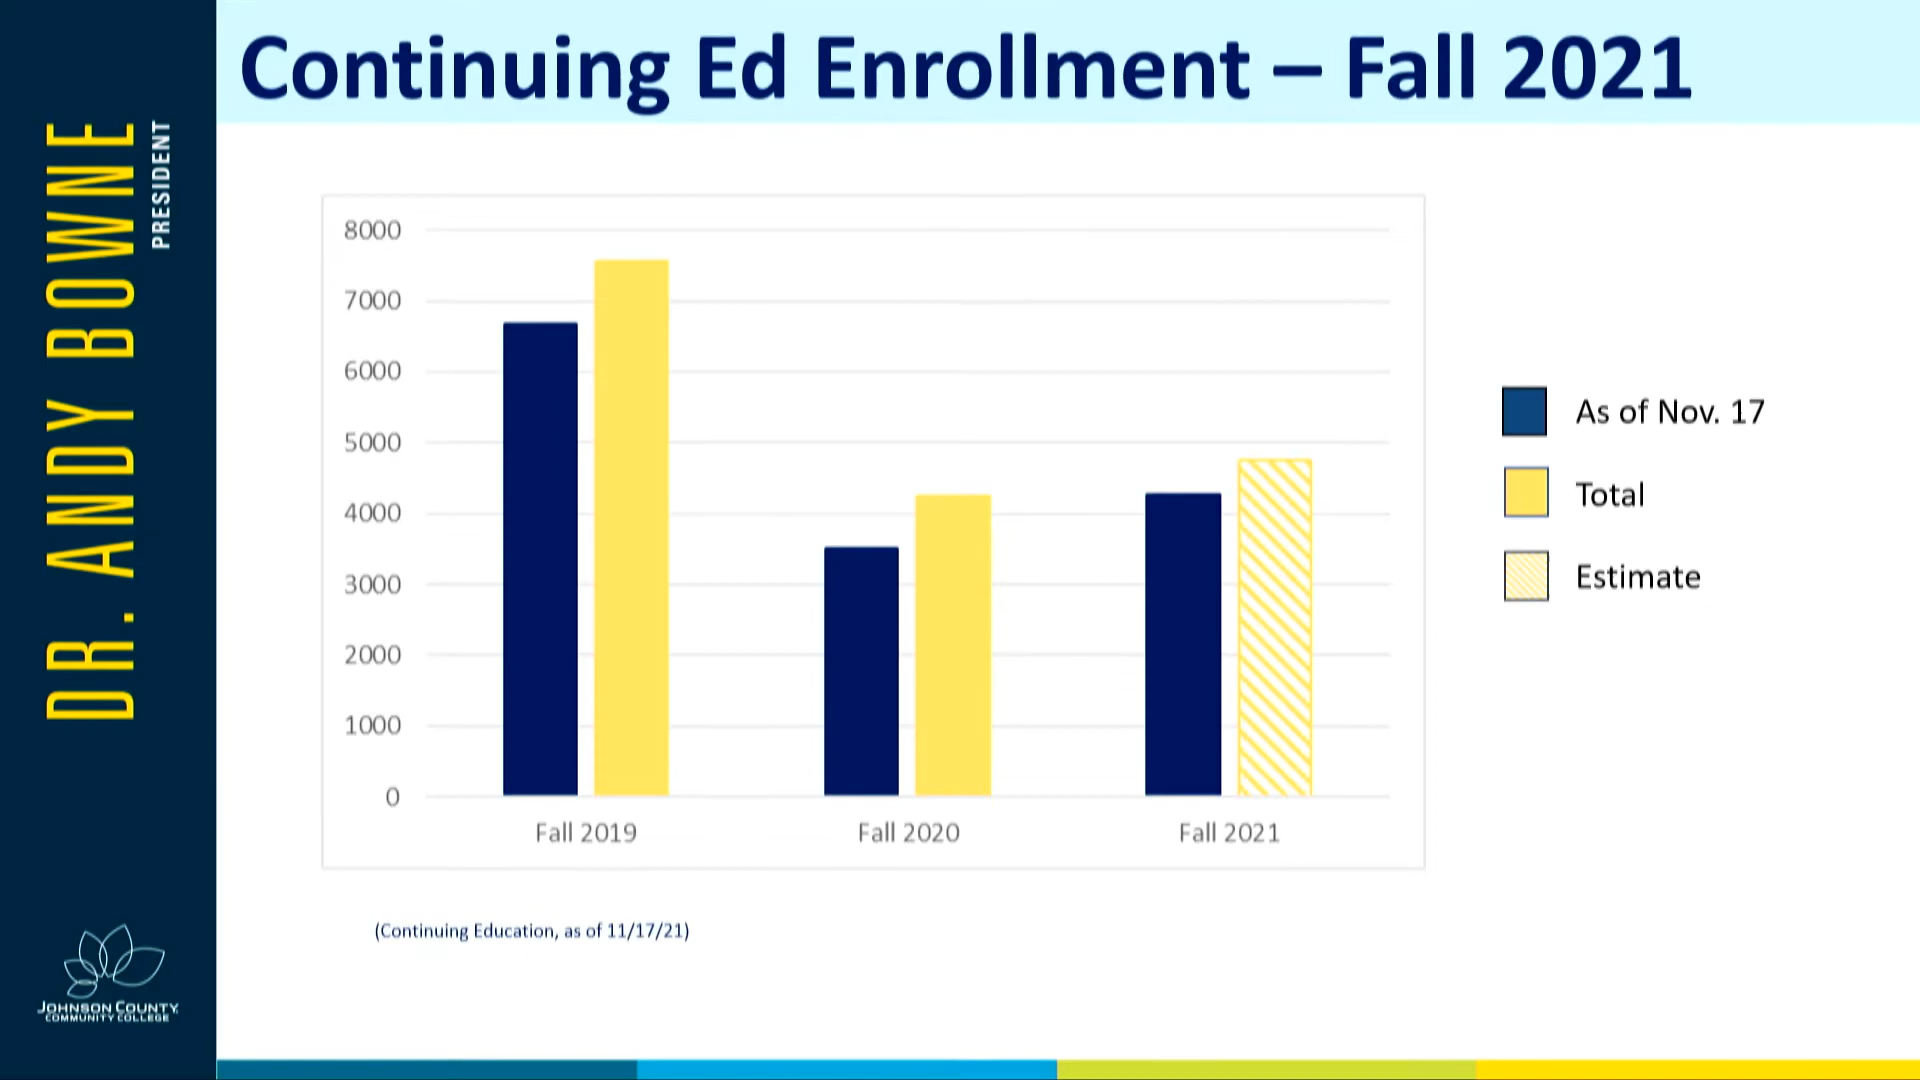 Continuing Ed Enrollment – Fall 2021
DR. ANDY BOWNE
PRESIDENT
8000
7000
6000
5000
4000
3000
2000
1000
0
Fall 2019
Fall 2020
Fall 2021
As of Nov. 17
Total
Estimate
(Continuing Education, as of 11/17/21)
JOHNSON COUNTY
COMMUNITY COLLEGE